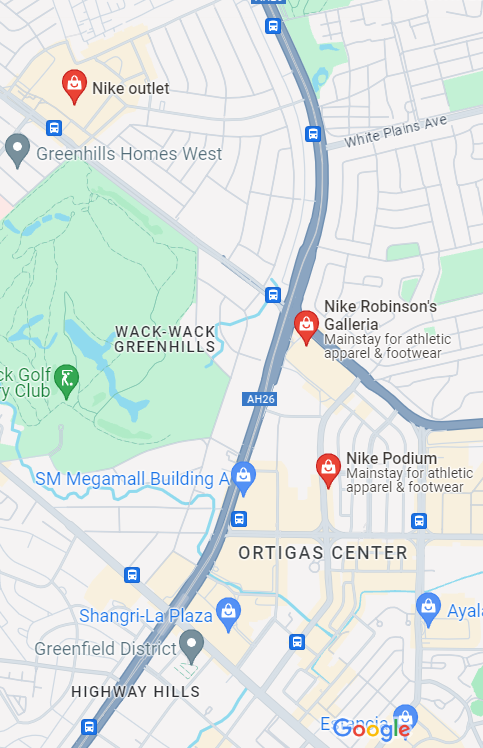 AH26
Nike outlet
White Plains Ave
Greenhills Homes West
Nike Robinson's
Galleria
Mainstay for athletic
apparel & footwear
WACK-WACK
GREENHILLS
ck Golf
ry Club
AH26
Nike Podium
Mainstay for athletic
apparel & footwear
SM Megamall Building A
ORTIGAS CENTER
Shangri-La Plaza
Ayala
Greenfield District
HIGHWAY HILLS
Estancia
Google